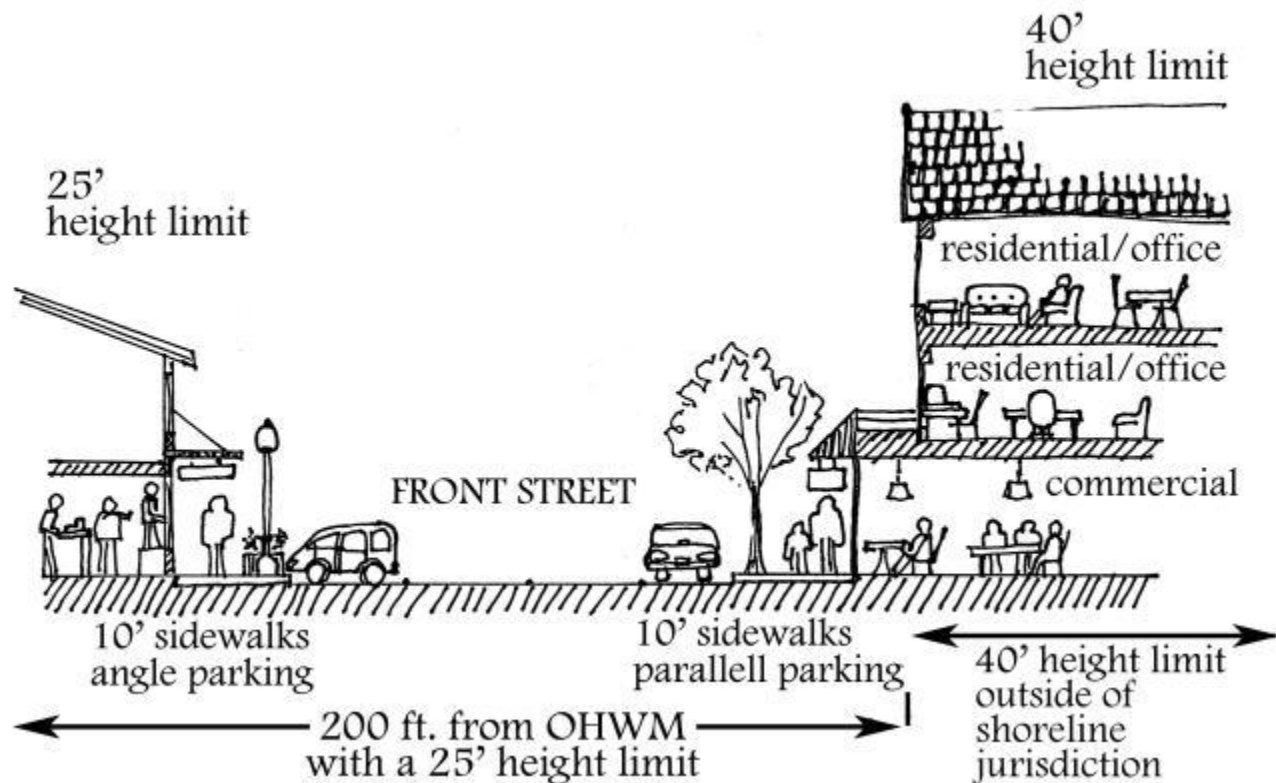 40’
height limit
25’
height limit
residential/office
residential/office
commercial
FRONT STREET
10’ sidewalks
angle parking
10’ sidewalks
parallell parking
40’ height limit
outside of
shoreline
jurisdiction
200 ft. from OHWM
with a 25’ height limit